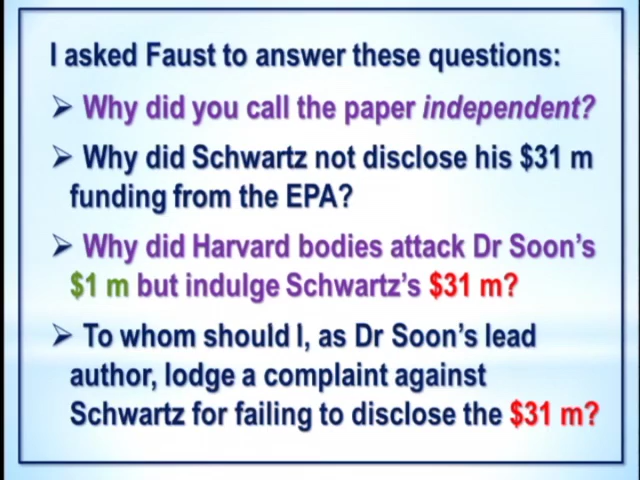 I asked Faust to answer these questions:
➢ Why did you call the paper independent?
➢ Why did Schwartz not disclose his $31 m
funding from the EPA?
➢ Why did Harvard bodies attack Dr Soon's
$1 m but indulge Schwartz's $31 m?
➢ To whom should I, as Dr Soon's lead
author, lodge a complaint against
Schwartz for failing to disclose the $31 m?